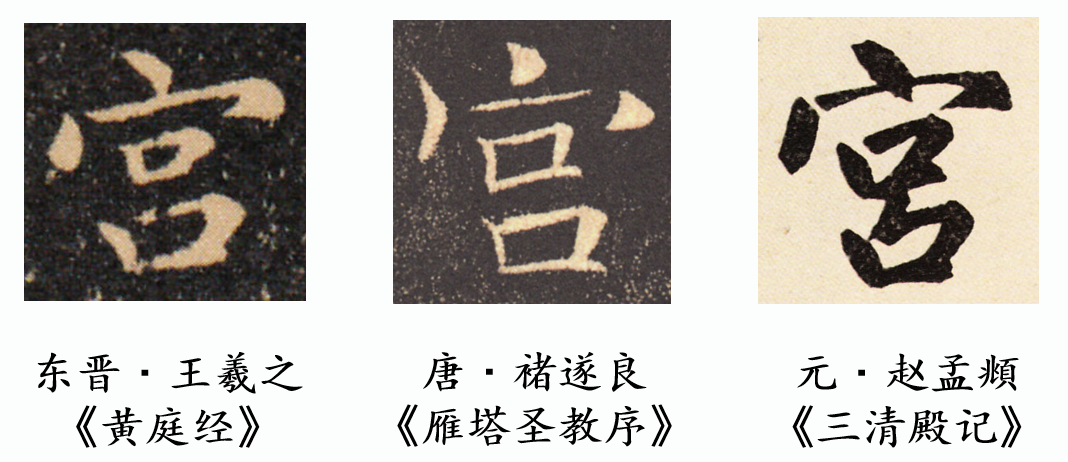 宫 宫 宫
东晋·王羲之 唐·褚遂良 元·赵孟頫
《黄庭经》 《雁塔圣教序》 《三清殿记》